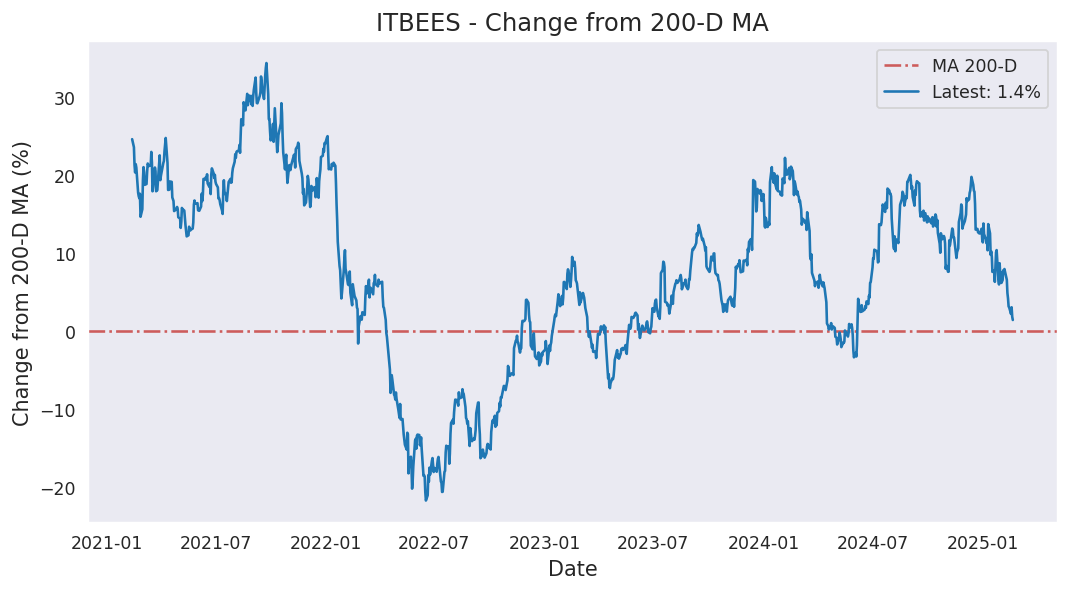 ITBEES - Change from 200-D MA
MA 200-D
Latest: 1.4%
Change from 200-D MA (%)
30
20
10
0
−10
−20
2021-01 2021-07 2022-01 2022-07 2023-01 2023-07 2024-01 2024-07 2025-01
Date